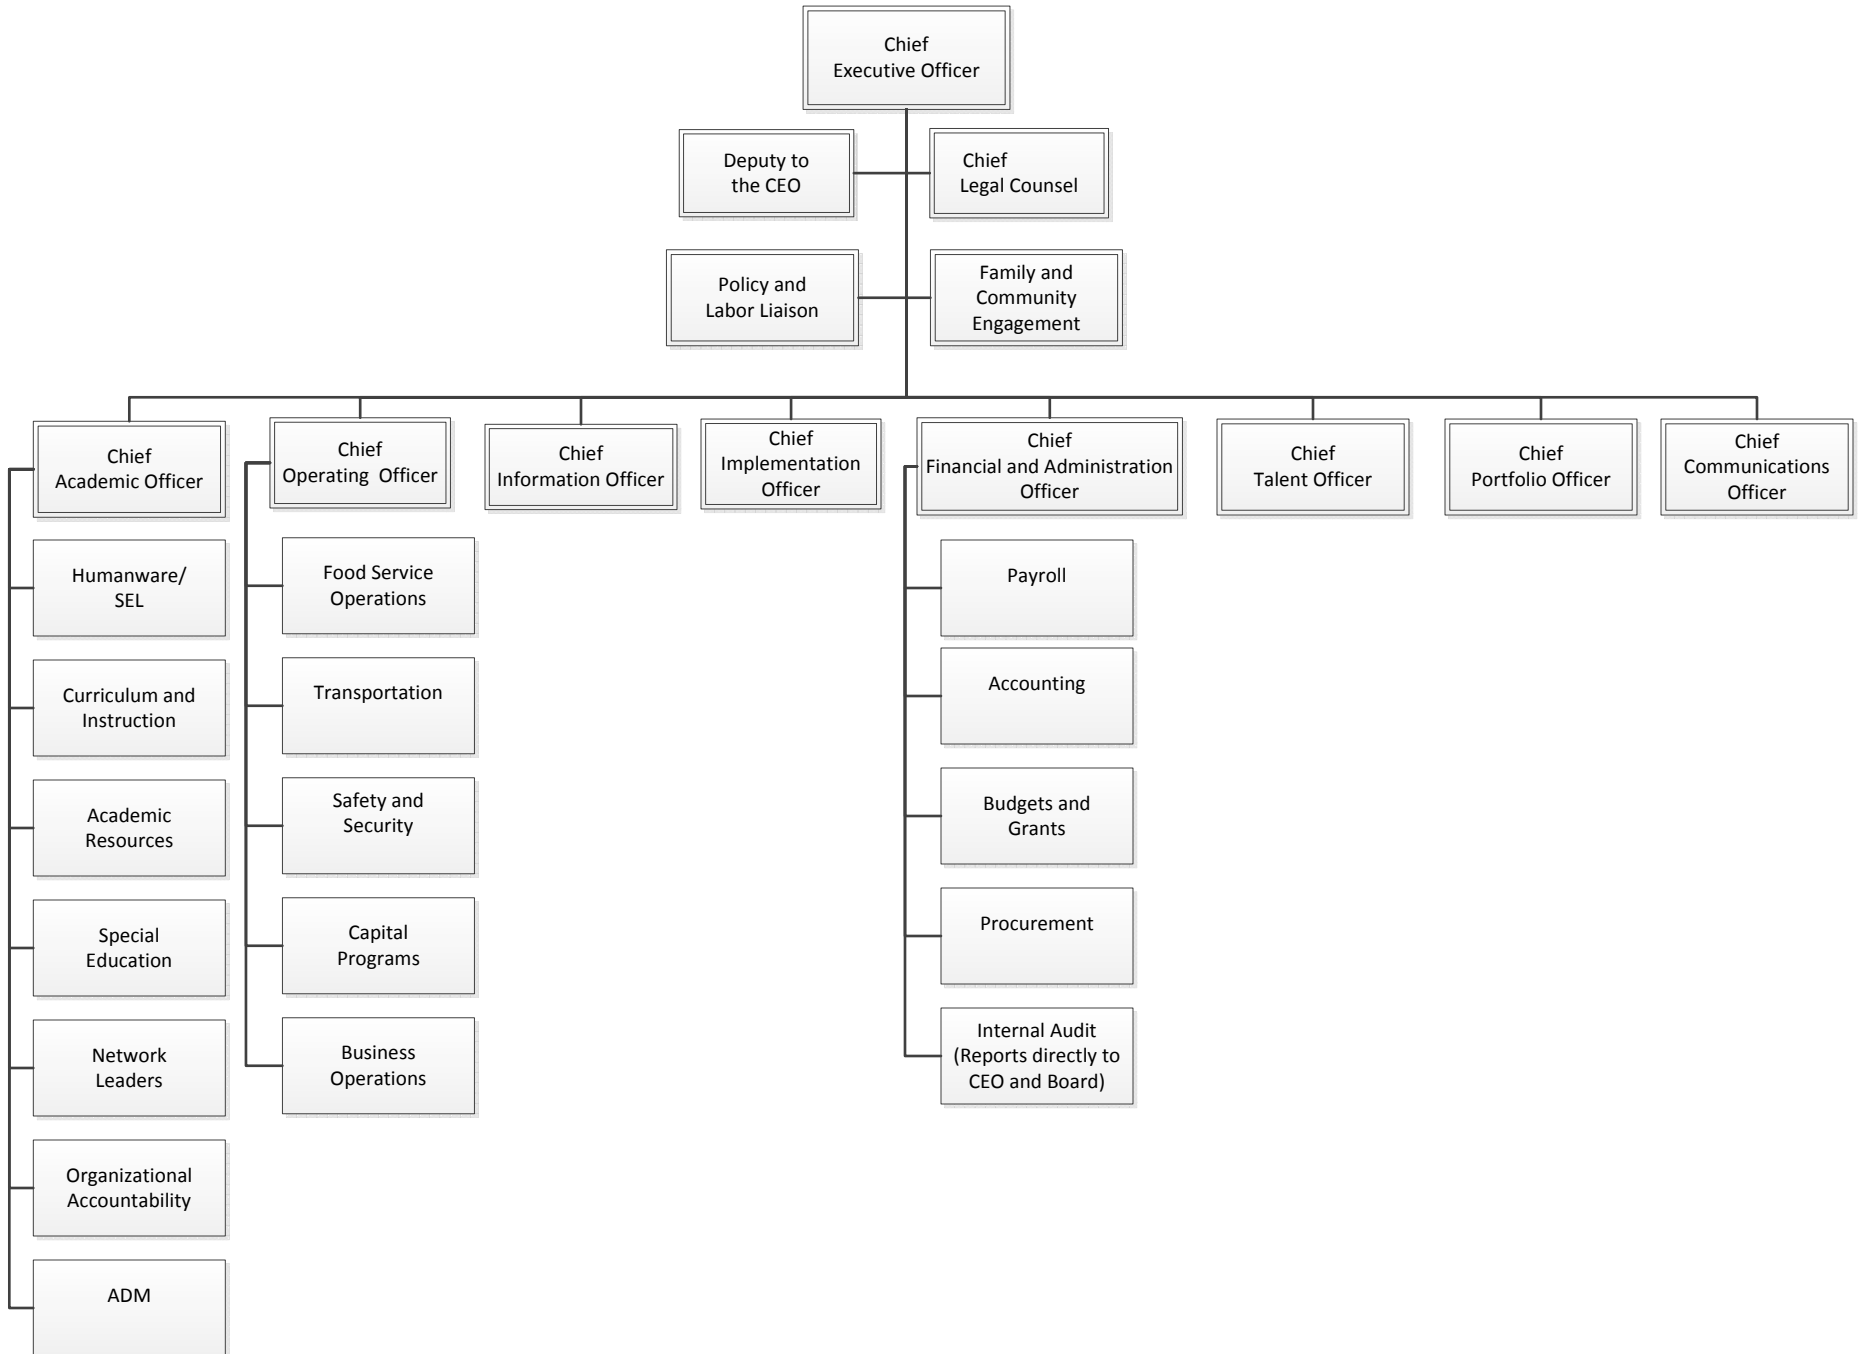 Chief
Executive Officer
Deputy to
the CEO
Chief
Legal Counsel
Policy and
Labor Liaison
Family and
Community
Engagement
Chief
Academic Officer
Chief
Operating  Officer
Chief
Information Officer
Chief
Implementation
Officer
Chief
Financial and Administration
Officer
Chief
Talent Officer
Chief
Portfolio Officer
Chief
Communications
Officer
Humanware/
SEL
Curriculum and
Instruction
Academic
Resources
Special
Education
Network
Leaders
Organizational
Accountability
ADM
Food Service
Operations
Transportation
Safety and
Security
Capital
Programs
Business
Operations
Payroll
Accounting
Budgets and
Grants
Procurement
Internal Audit
(Reports directly to
CEO and Board)